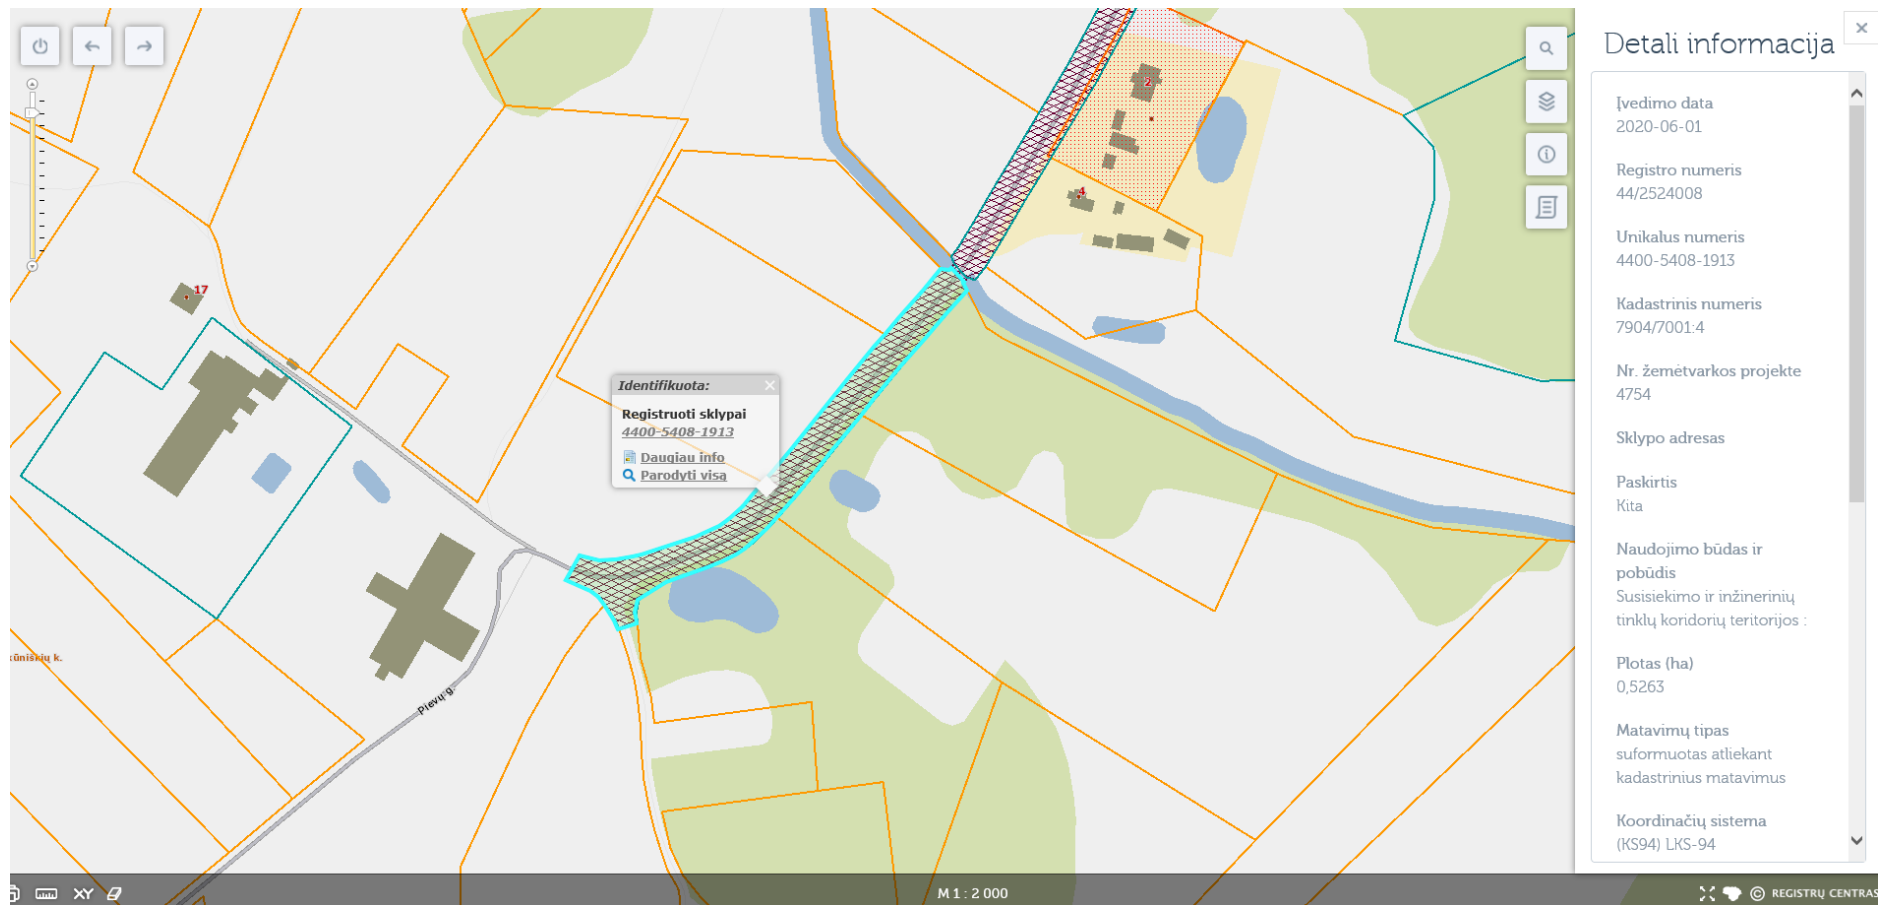 Detali informacija
Įvedimo data
2020-06-01
Registro numeris
44/2524008
Unikalus numeris
4400-5408-1913
Kadastrinis numeris
7904/7001:4
Nr. žemėtvarkos projekte
4754
Sklypo adresas
Paskirtis
Kita
Naudojimo būdas ir
pobūdis
Susisiekimo ir inžinerinių
tinklų koridorių teritorijos :
Plotas (ha)
0,5263
Matavimų tipas
suformuotas atliekant
kadastrinius matavimus
Koordinačių sistema
(KS94) LKS-94
2
4
17
Identifikuota:
Registruoti sklypai
4400-5408-1913
Daugiau info
Parodyti visą
ūniškių k.
Pievų g.
XY
M 1 : 2 000
© REGISTRŲ CENTRAS